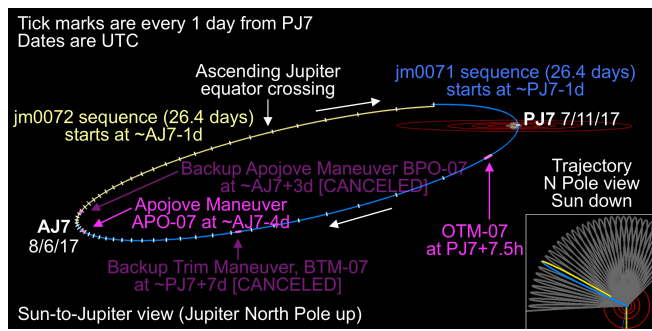 Tick marks are every 1 day from PJ7
Dates are UTC
Ascending Jupiter
equator crossing
jm0071 sequence (26.4 days)
starts at ~PJ7-1d
jm0072 sequence (26.4 days)
starts at ~AJ7-1d
PJ7 7/11/17
Backup Apojove Maneuver BPO-07
at ~AJ7+3d [CANCELED]
Apojove Maneuver
APO-07 at ~AJ7-4d
AJ7
8/6/17
OTM-07
at PJ7+7.5h
Backup Trim Maneuver, BTM-07
at ~PJ7+7d [CANCELED]
Trajectory
N Pole view
Sun down
Sun-to-Jupiter view (Jupiter North Pole up)